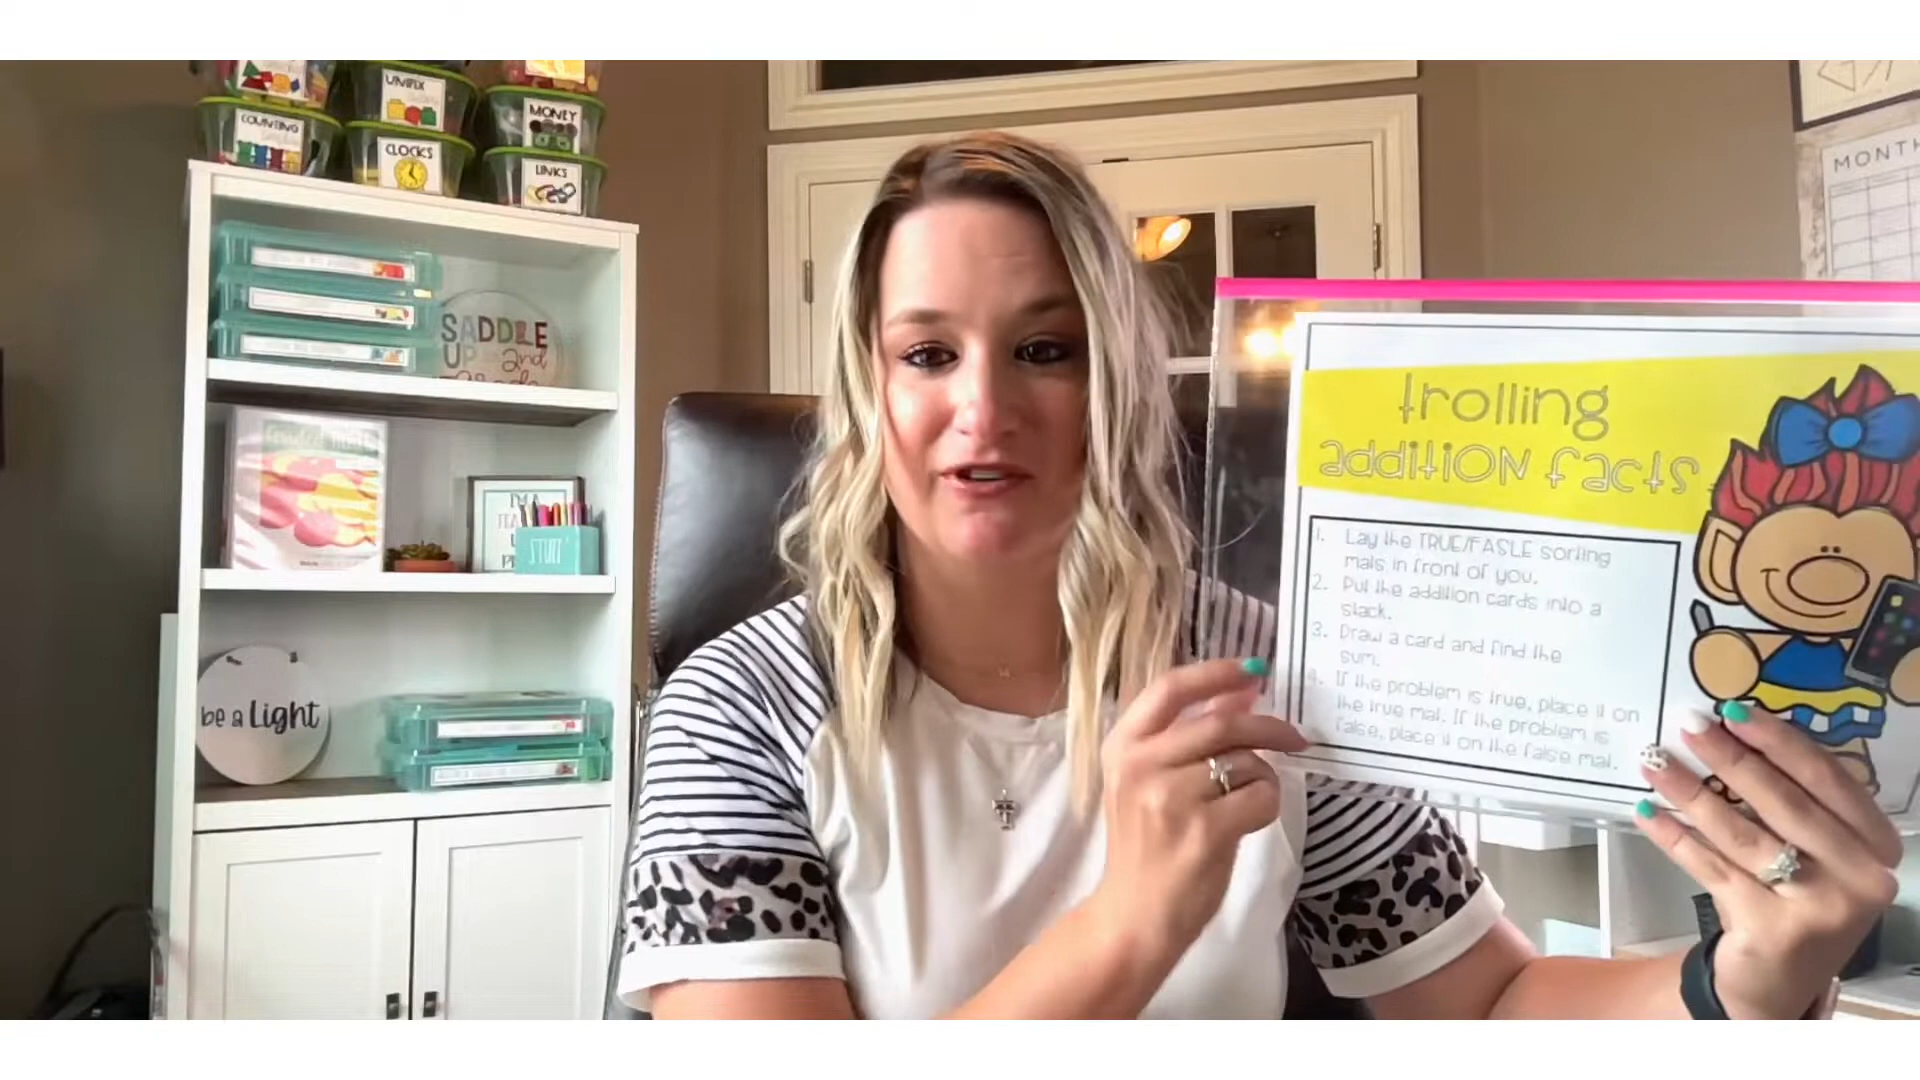 UNIFIX
COUNTING
MONEY
CLOCKS
LINKS
MONTH
SADDLE
UP
2nd
be a Light
I'M A
STUFF
trolling
addition facts
1. Lay the TRUE/FASLE sorting
mats in front of you.
2. Put the addition cards into a
stack.
3. Draw a card and find the
sum.
4. If the problem is true, place it on
the true mat. If the problem is
false, place it on the false mat.